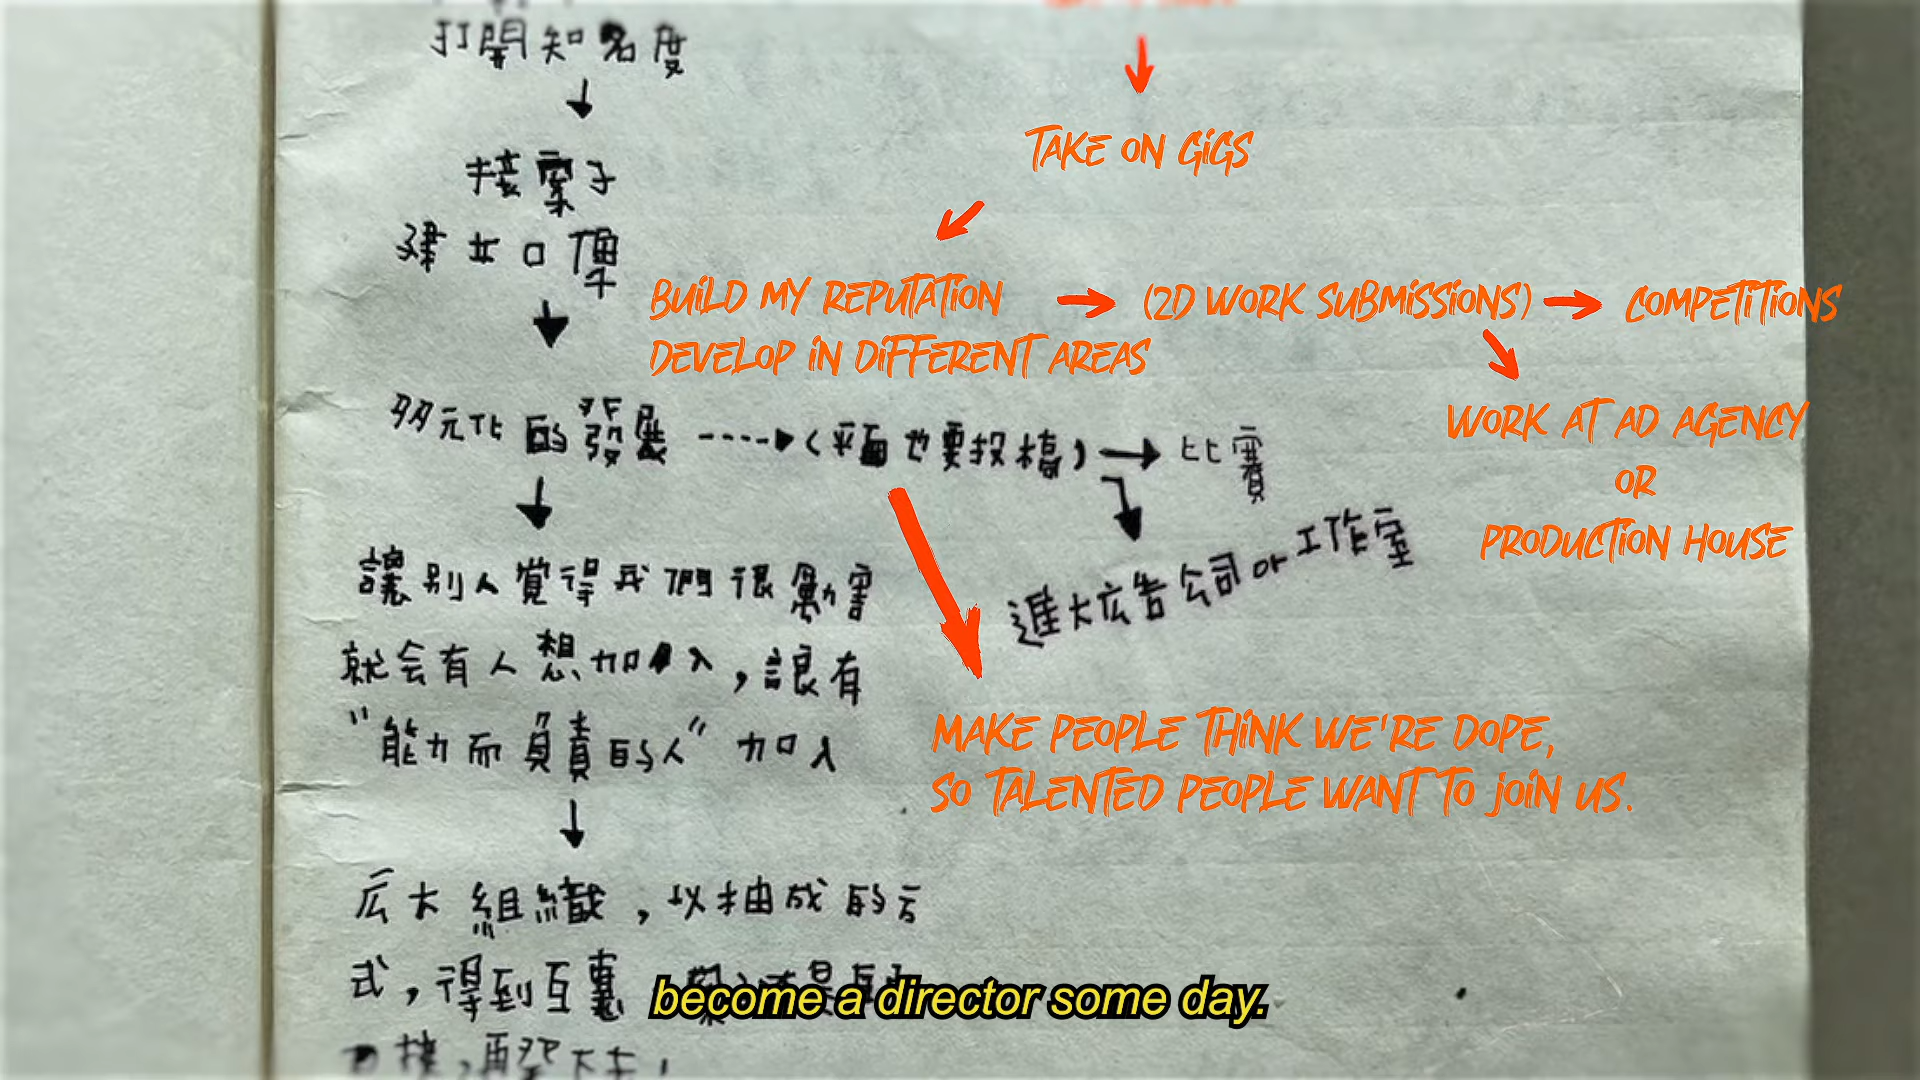 打開知名度
接案子
建立口碑
多元化的發展 (平面也要投稿) 比賽
進大広告公司 or 工作室
讓別人覺得我們很勵害
就会有人想加入,讓有
"能力而負責的人"加入
広大組織,以抽成的方
式,得到互惠
TAKE ON GIGS
BUILD MY REPUTATION (2D WORK SUBMISSIONS) COMPETITIONS
DEVELOP IN DIFFERENT AREAS
WORK AT AD AGENCY
OR
PRODUCTION HOUSE
MAKE PEOPLE THINK WE'RE DOPE,
SO TALENTED PEOPLE WANT TO JOIN US.
become a director some day.